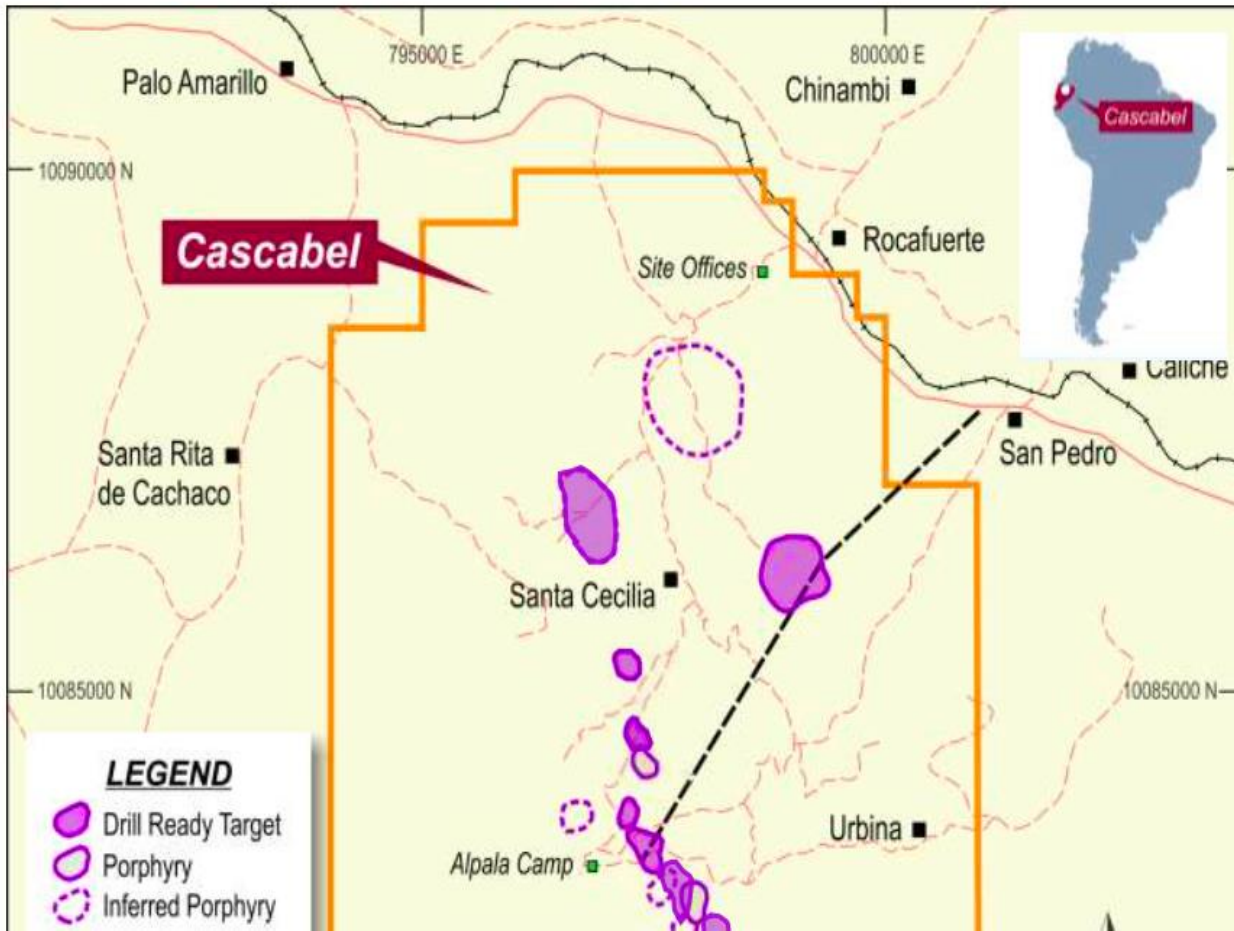 795000 E
800000 E
Palo Amarillo
Chinambi
Cascabel
10090000 N
Cascabel
Rocafuerte
Site Offices
Caliche
San Pedro
Santa Rita
de Cachaco
Santa Cecilia
10085000 N
10085000 N
LEGEND
Drill Ready Target
Porphyry
Inferred Porphyry
Urbina
Alpala Camp